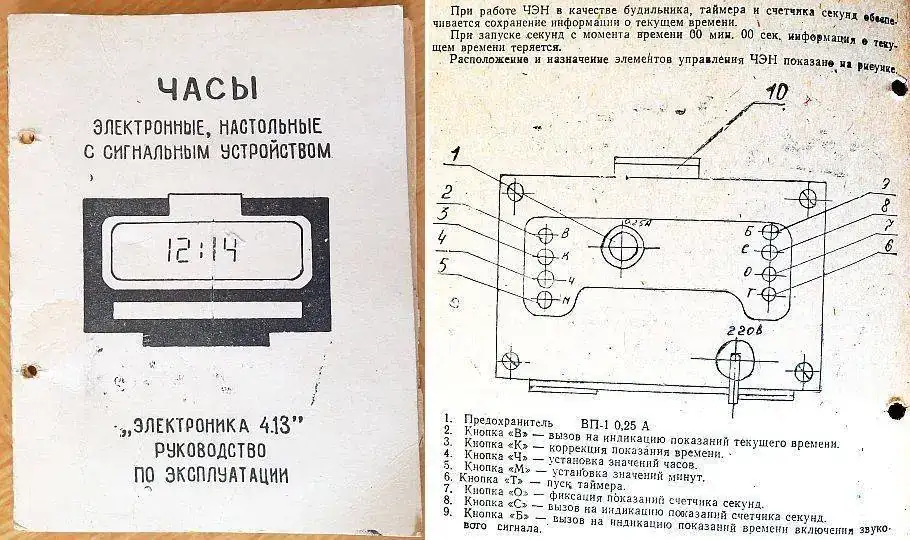 ЧАСЫ
ЭЛЕКТРОННЫЕ, НАСТОЛЬНЫЕ
С СИГНАЛЬНЫМ УСТРОЙСТВОМ
12:14
„ЭЛЕКТРОНИКА 4.13”
РУКОВОДСТВО
ПО ЭКСПЛУАТАЦИИ
При работе ЧЭН в качестве будильника, таймера и счетчика секунд обеспе-
чивается сохранение информации о текущем времени.
При запуске секунд с момента времени 00 мин. 00 сек. информация о теку-
щем времени теряется.
Расположение и назначение элементов управления ЧЭН показано на рисунке.
10
1
2
3
4
5
В
К
Ч
М
0.25А
Б
С
О
Т
9
8
7
6
220В
1. Предохранитель ВП-1 0,25 А
2. Кнопка «В» — вызов на индикацию показаний текущего времени.
3. Кнопка «К» — коррекция показания времени.
4. Кнопка «Ч» — установка значений часов.
5. Кнопка «М» — установка значений минут.
6. Кнопка «Т» — пуск таймера.
7. Кнопка «О» — фиксация показаний счетчика секунд.
8. Кнопка «С» — вызов на индикацию показаний счетчика секунд.
9. Кнопка «Б» — вызов на индикацию показаний времени включения звуко-
вого сигнала.